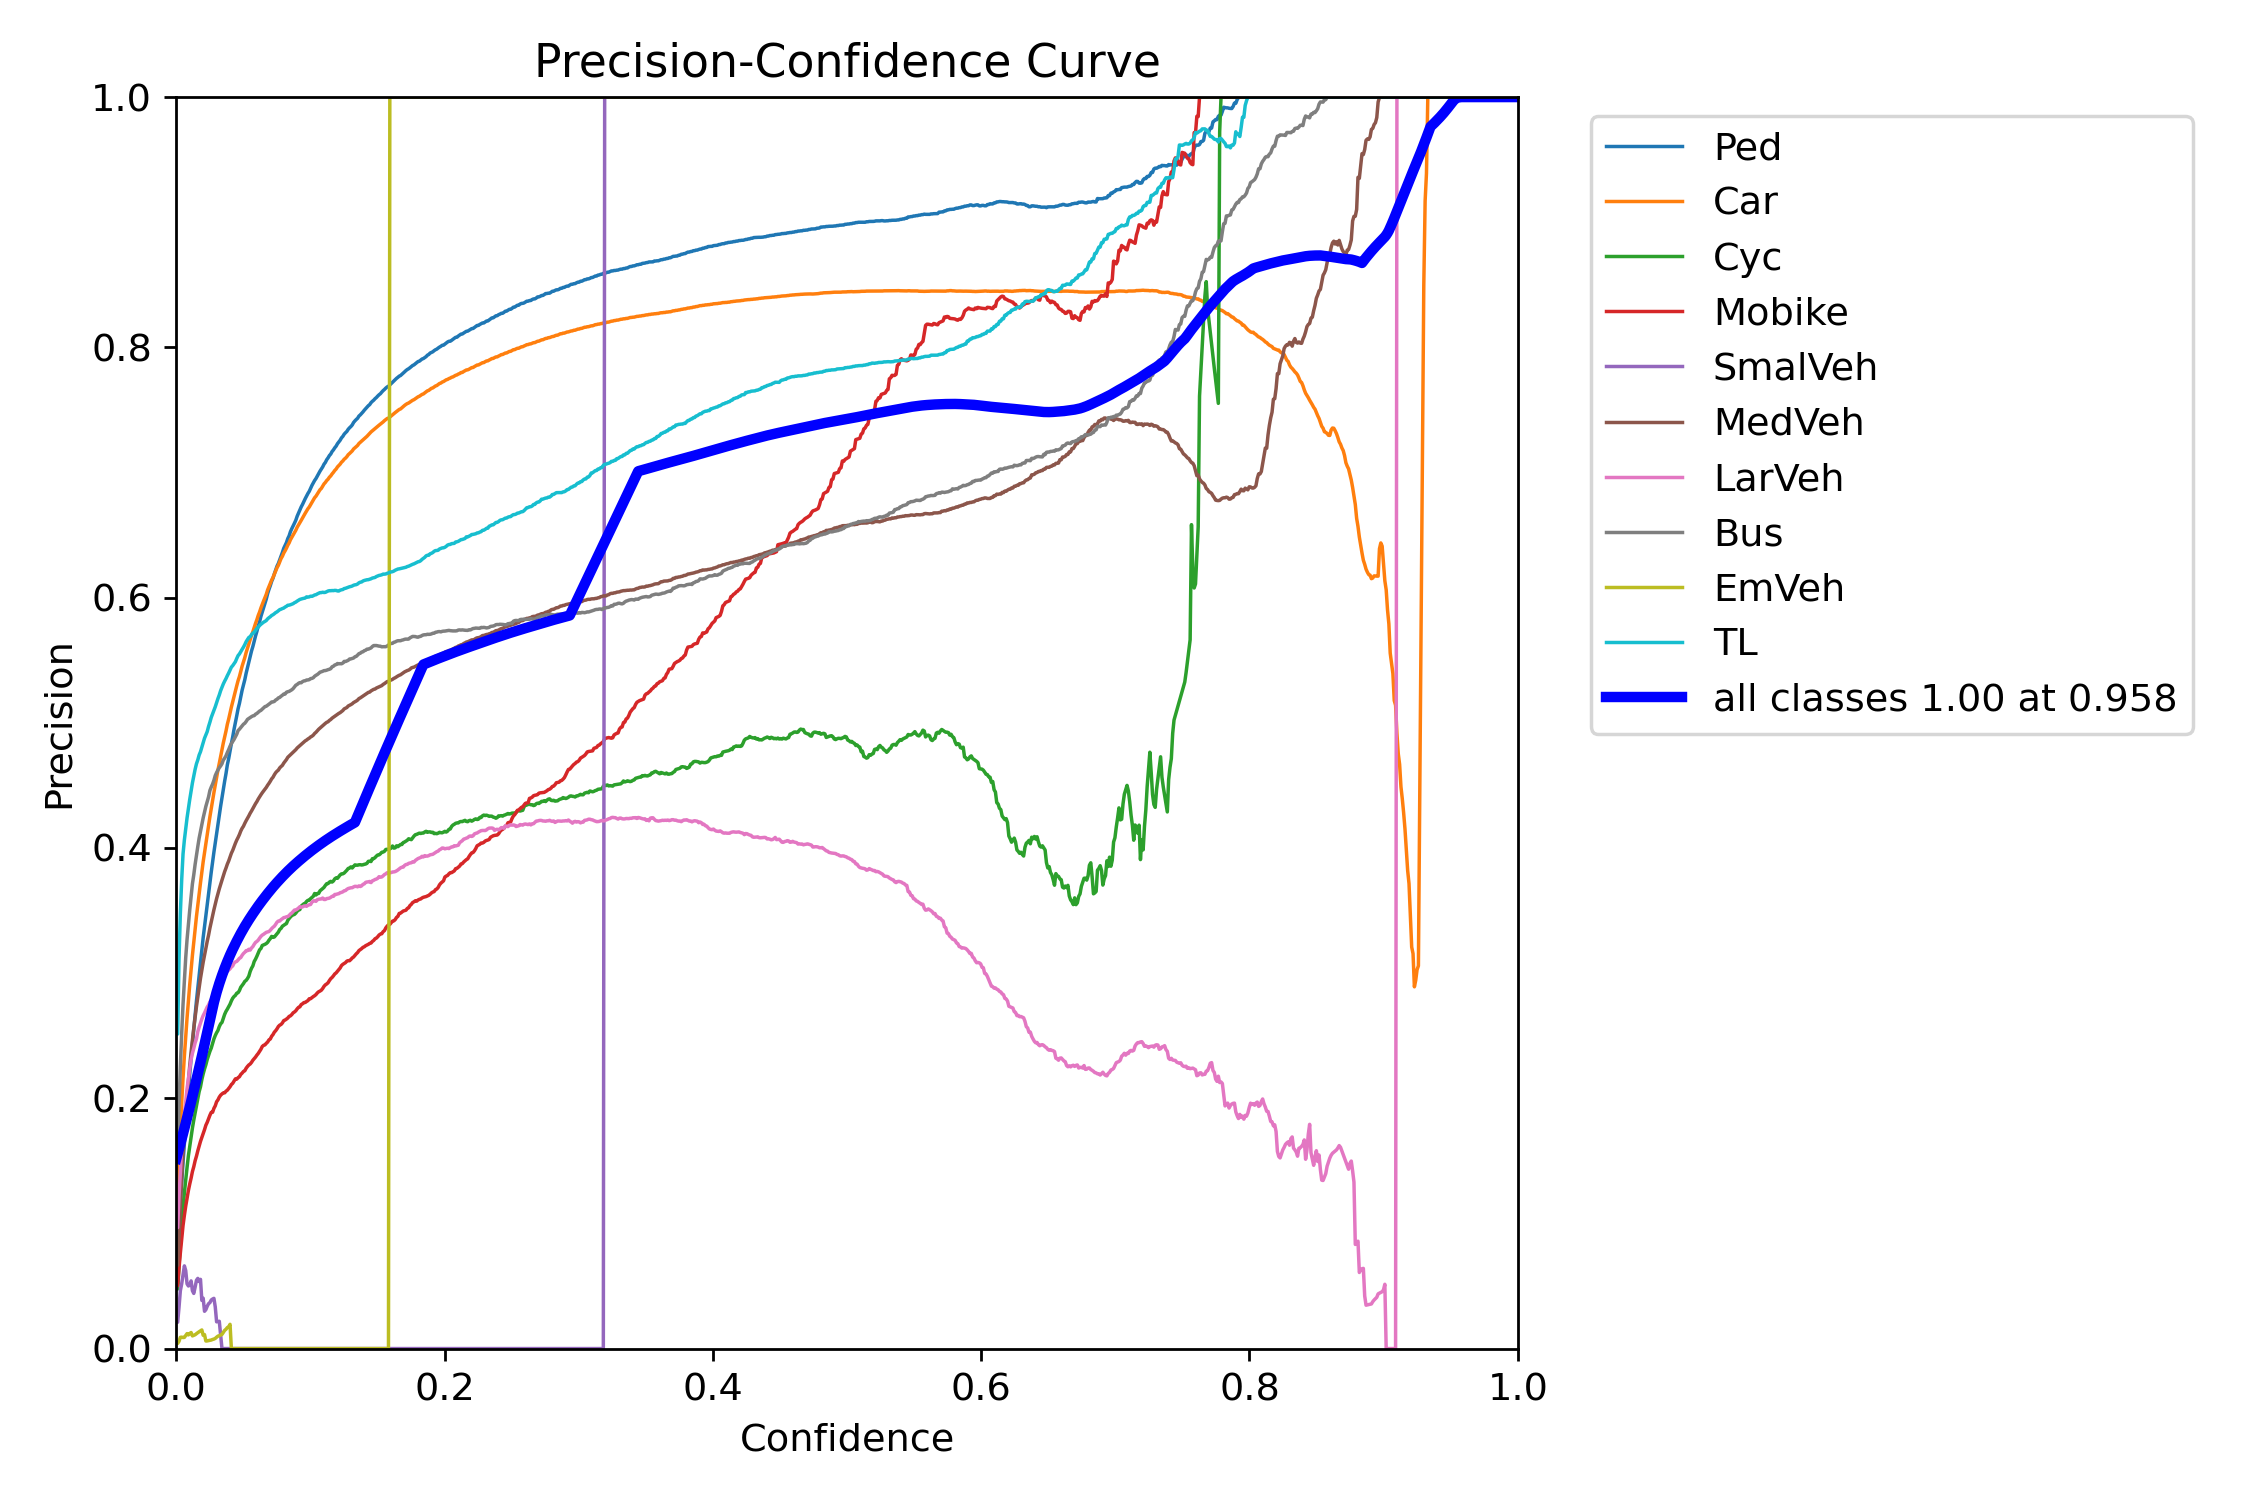 Precision-Confidence Curve
1.0
0.8
0.6
0.4
0.2
0.0
Precision
0.0 0.2 0.4 0.6 0.8 1.0
Confidence
Ped
Car
Cyc
Mobike
SmalVeh
MedVeh
LarVeh
Bus
EmVeh
TL
all classes 1.00 at 0.958